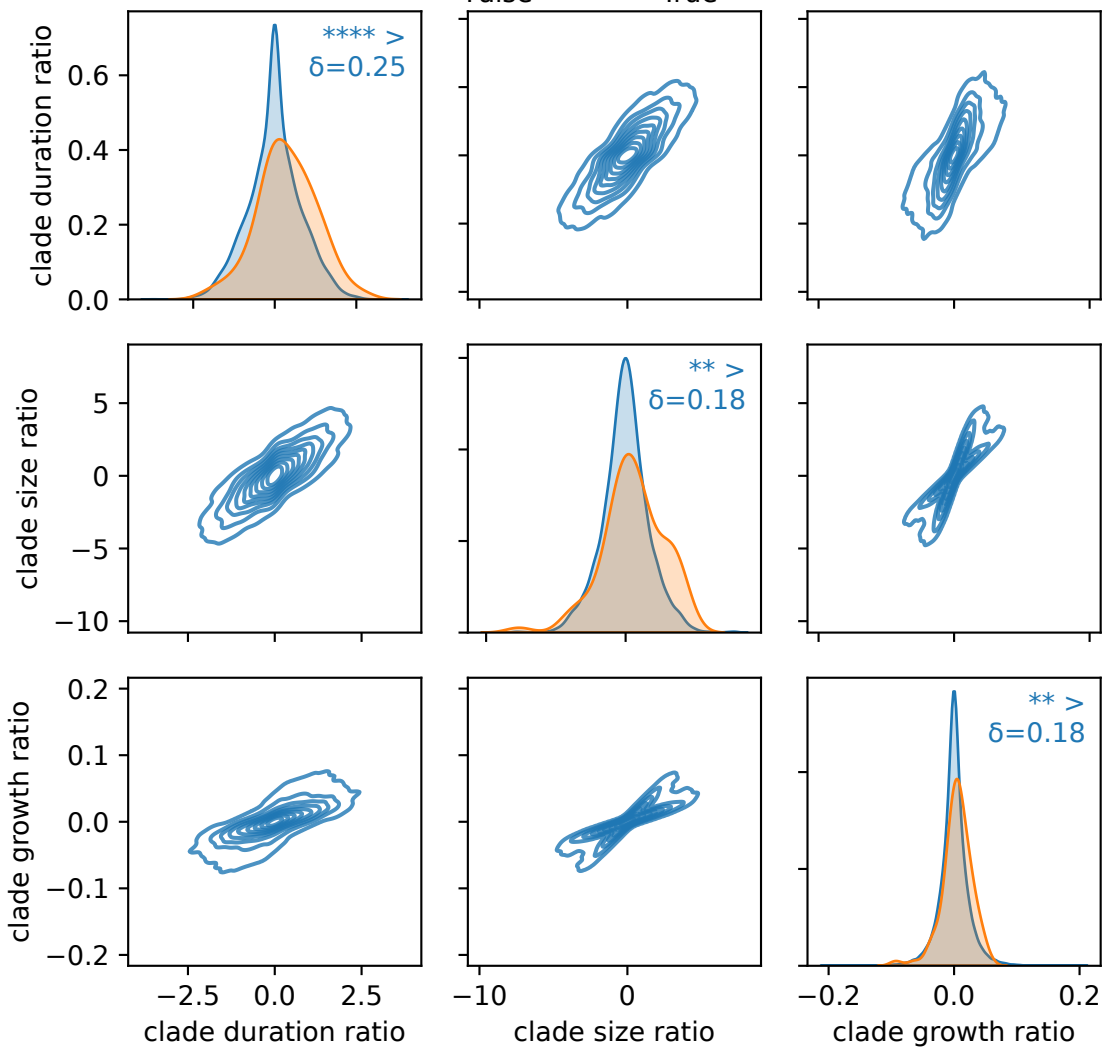 clade duration ratio
0.0
0.2
0.4
0.6
**** >
δ=0.25
clade size ratio
5
0
−5
−10
** >
δ=0.18
clade growth ratio
0.2
0.1
0.0
−0.1
−0.2
** >
δ=0.18
−2.5 0.0 2.5
−10 0
−0.2 0.0 0.2
clade duration ratio
clade size ratio
clade growth ratio